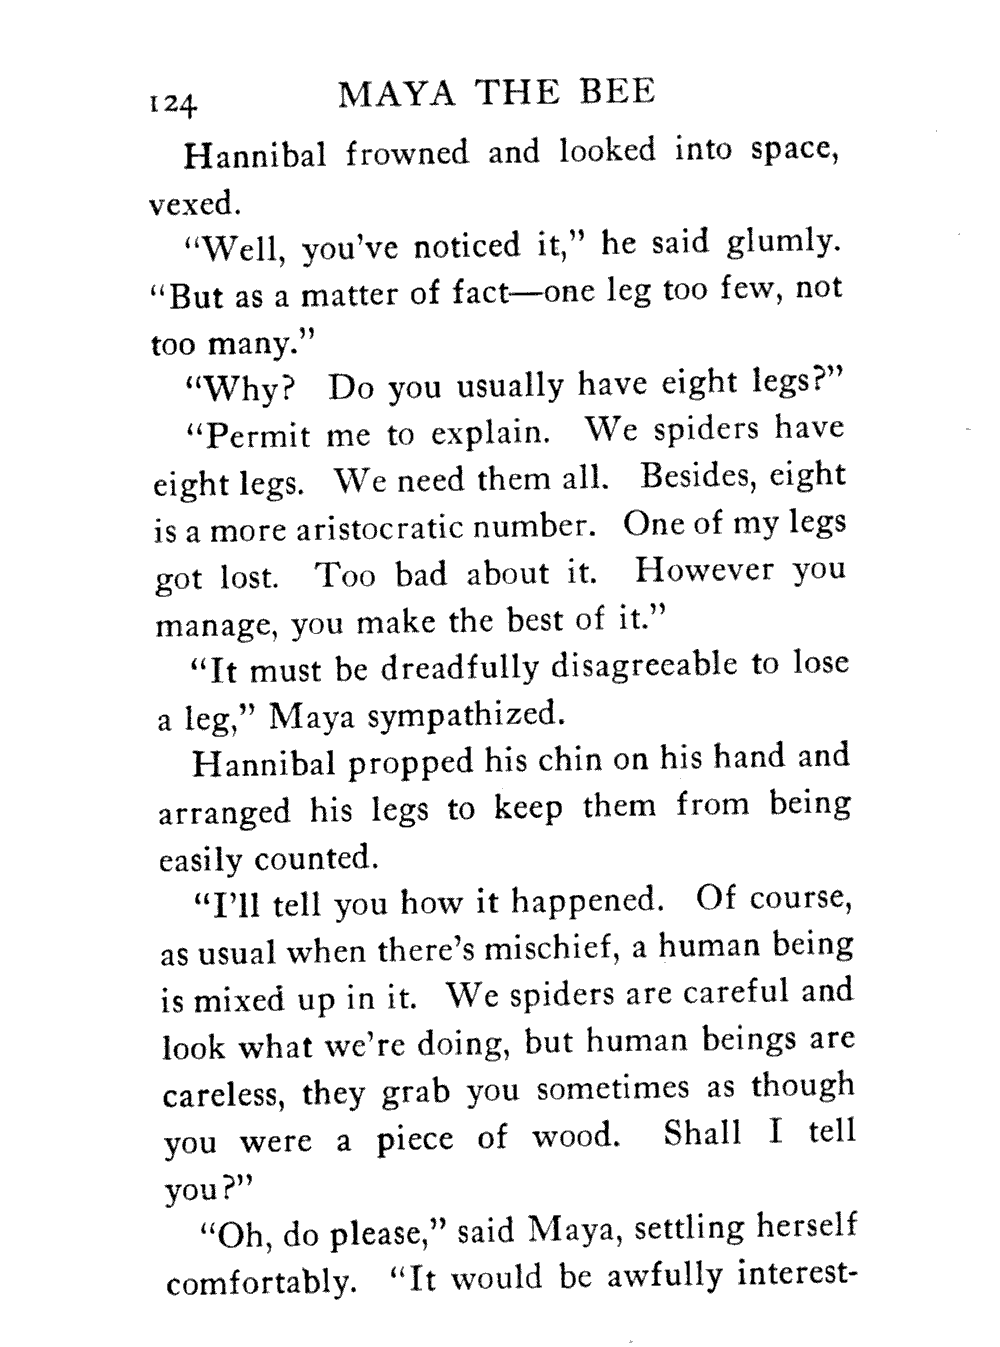 124 MAYA THE BEE
Hannibal frowned and looked into space,
vexed.
“Well, you’ve noticed it,” he said glumly.
“But as a matter of fact—one leg too few, not
too many.”
“Why? Do you usually have eight legs?”
“Permit me to explain. We spiders have
eight legs. We need them all. Besides, eight
is a more aristocratic number. One of my legs
got lost. Too bad about it. However you
manage, you make the best of it.”
“It must be dreadfully disagreeable to lose
a leg,” Maya sympathized.
Hannibal propped his chin on his hand and
arranged his legs to keep them from being
easily counted.
“I’ll tell you how it happened. Of course,
as usual when there’s mischief, a human being
is mixed up in it. We spiders are careful and
look what we’re doing, but human beings are
careless, they grab you sometimes as though
you were a piece of wood. Shall I tell
you?”
“Oh, do please,” said Maya, settling herself
comfortably. “It would be awfully interest-